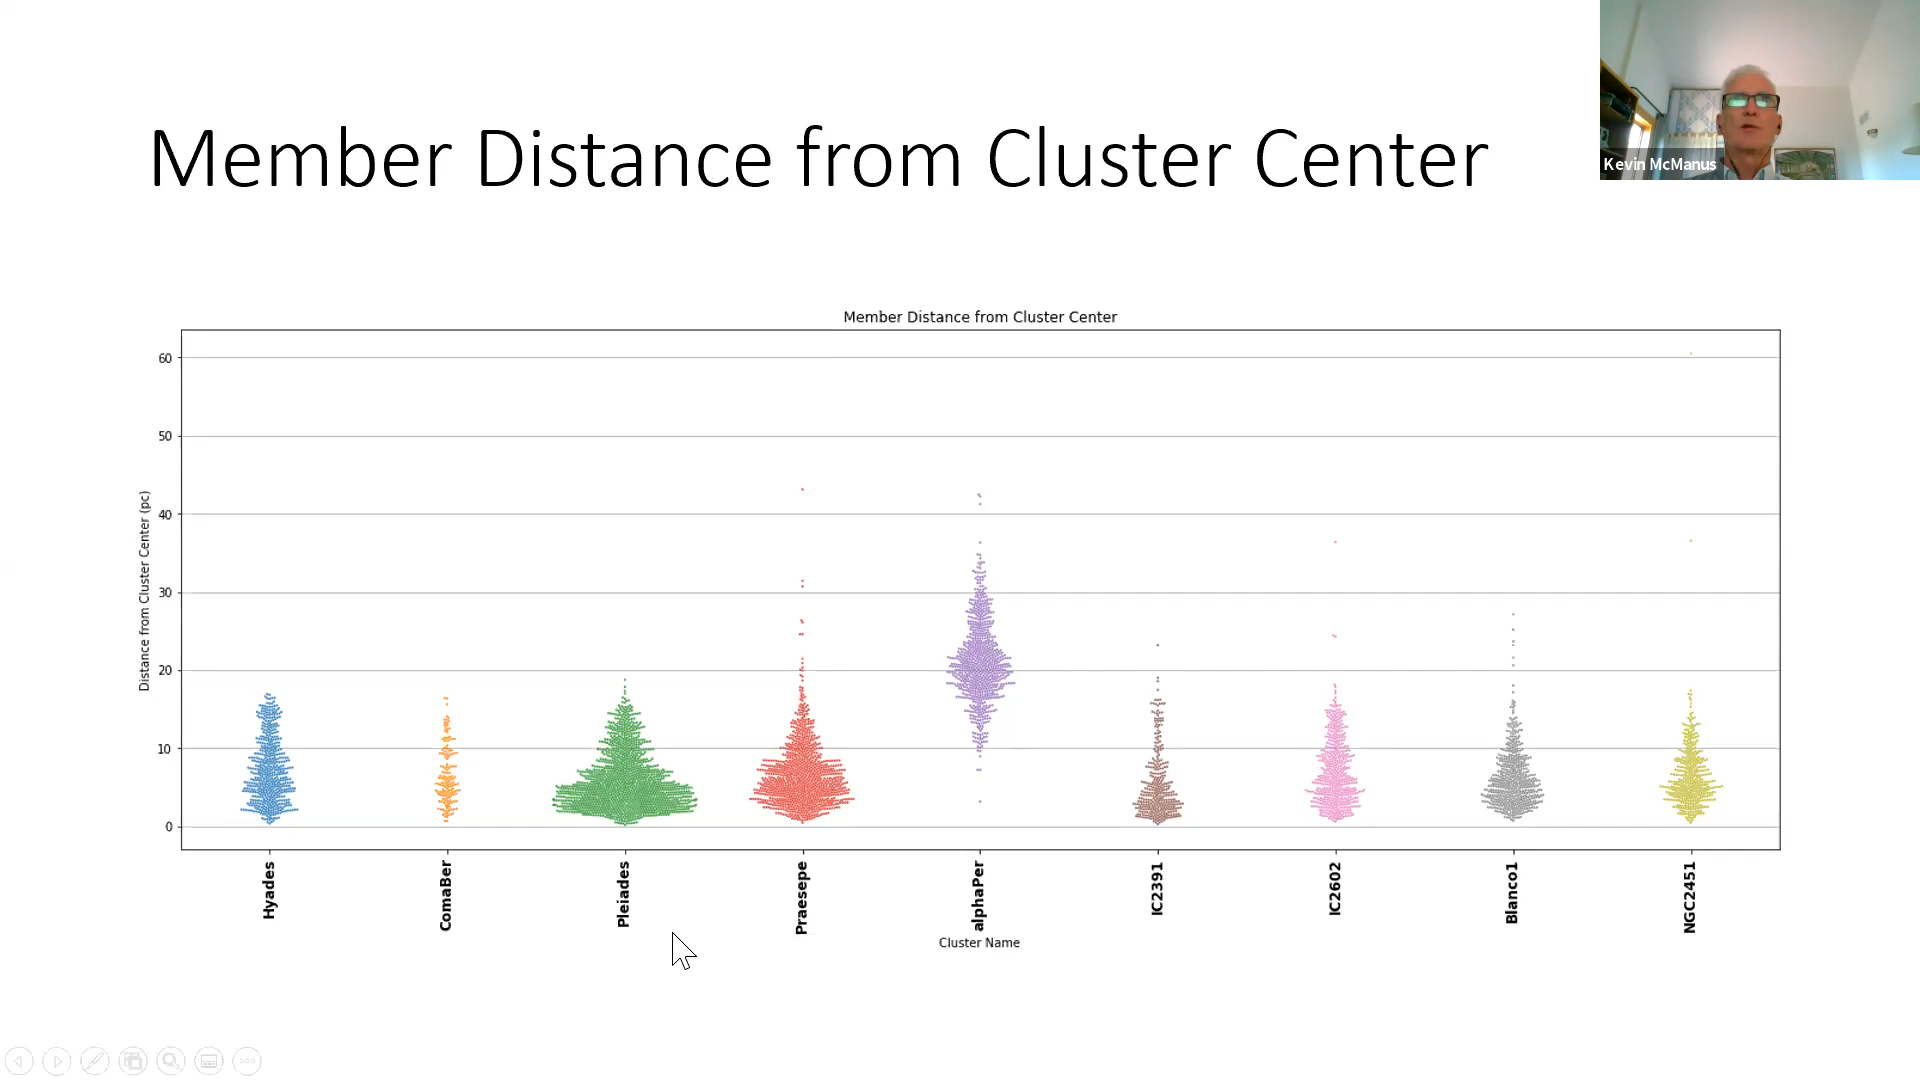 Member Distance from Cluster Center
Kevin McManus
Member Distance from Cluster Center
Distance from Cluster Center (pc)
60
50
40
30
20
10
0
Hyades
ComaBer
Pleiades
Praesepe
alphaPer
IC2391
IC2602
Blanco1
NGC2451
Cluster Name